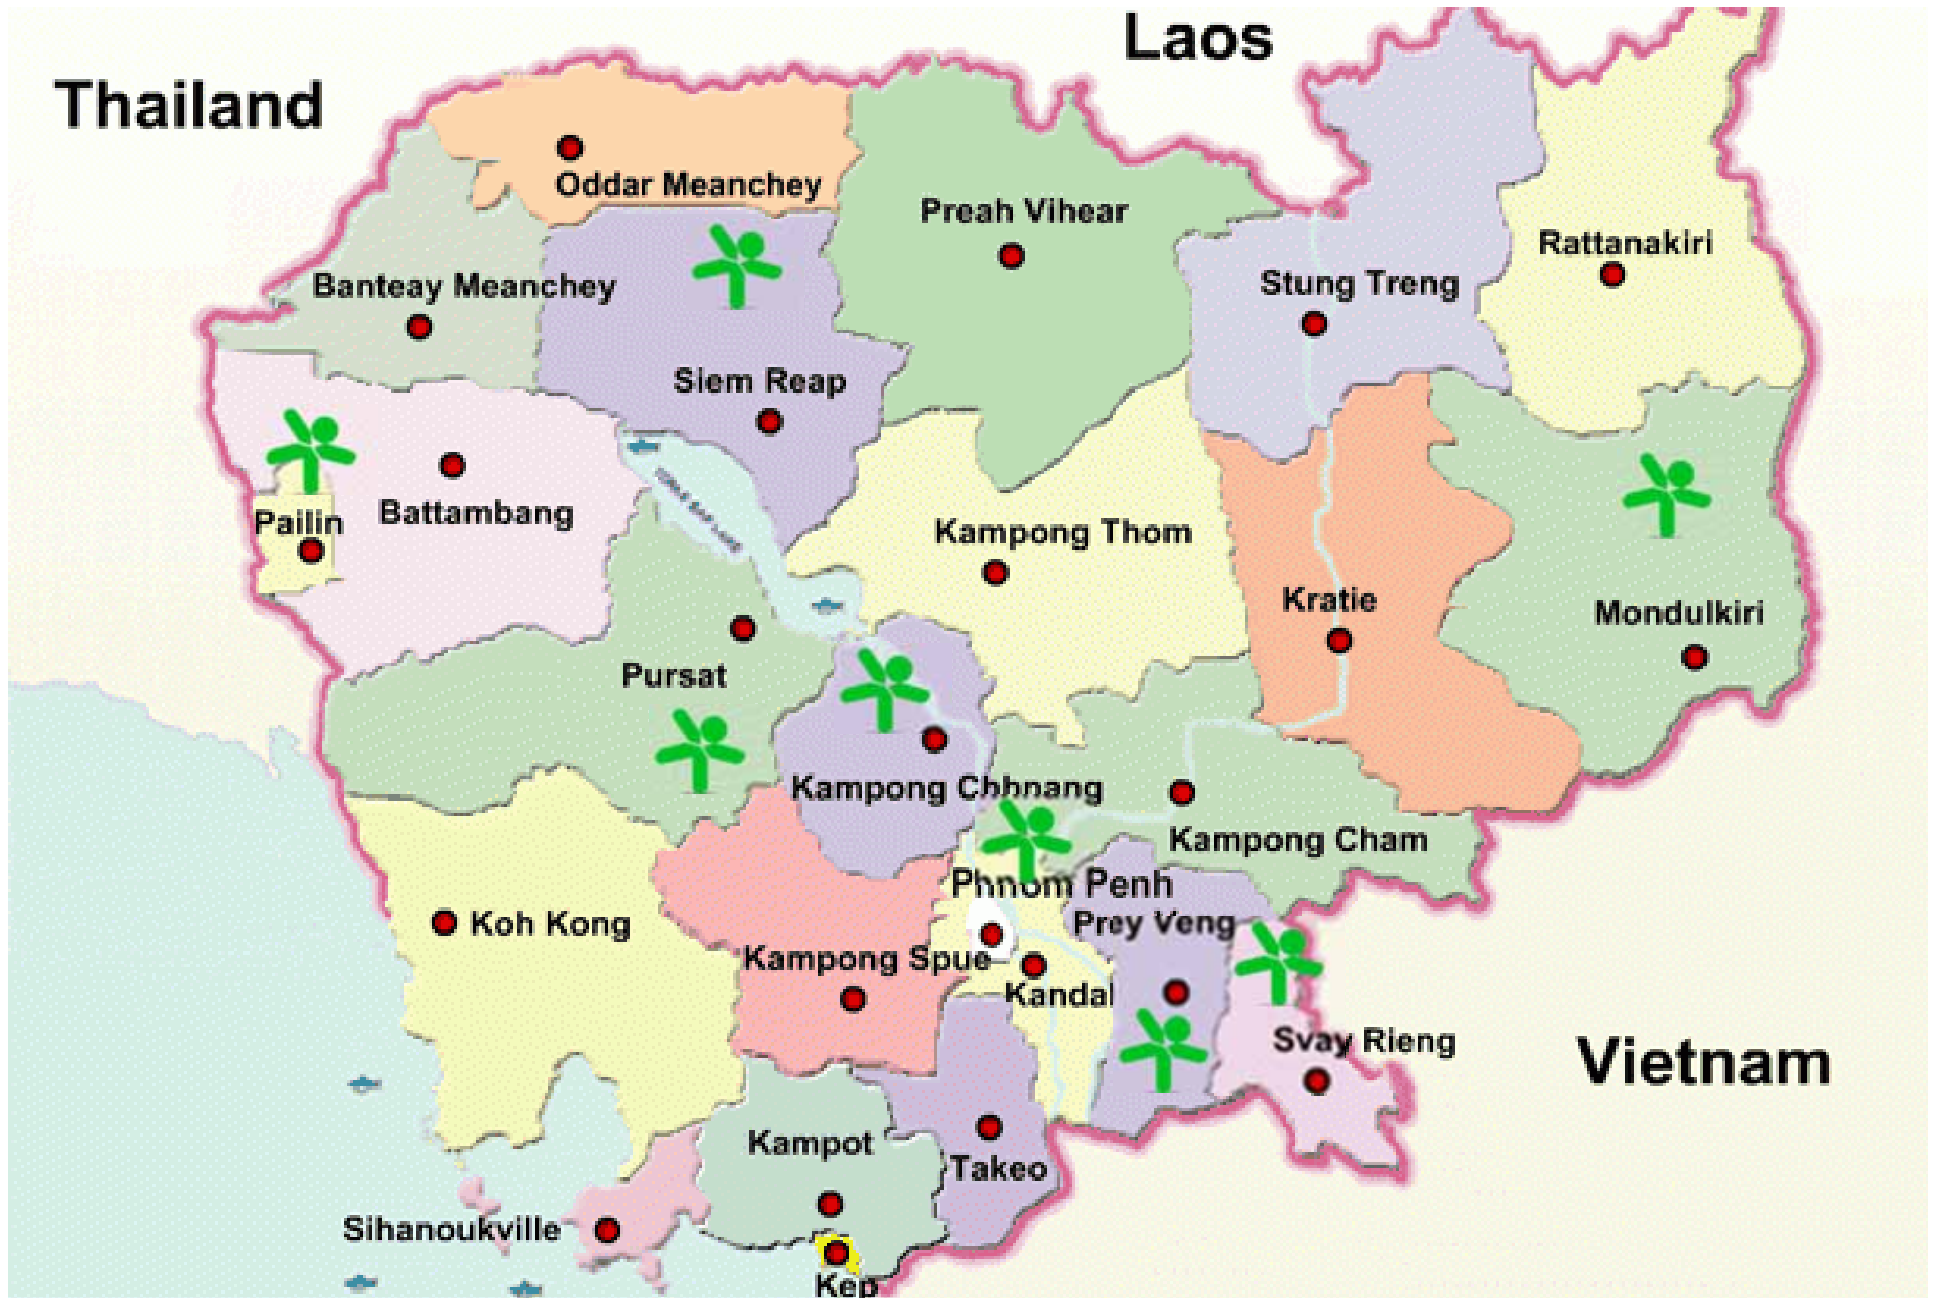 Laos
Thailand
Oddar Meanchey
Preah Vihear
Rattanakiri
Banteay Meanchey
Stung Treng
Siem Reap
Battambang
Pailin
Kampong Thom
Kratie
Mondulkiri
Pursat
Kampong Chhnang
Kampong Cham
Phnom Penh
Prey Veng
Koh Kong
Kampong Spue
Kandal
Svay Rieng
Vietnam
Kampot
Takeo
Sihanoukville
Kep